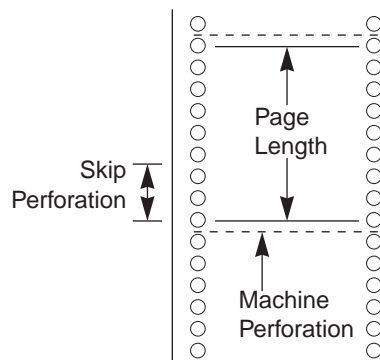 Page
Length
Skip
Perforation
Machine
Perforation